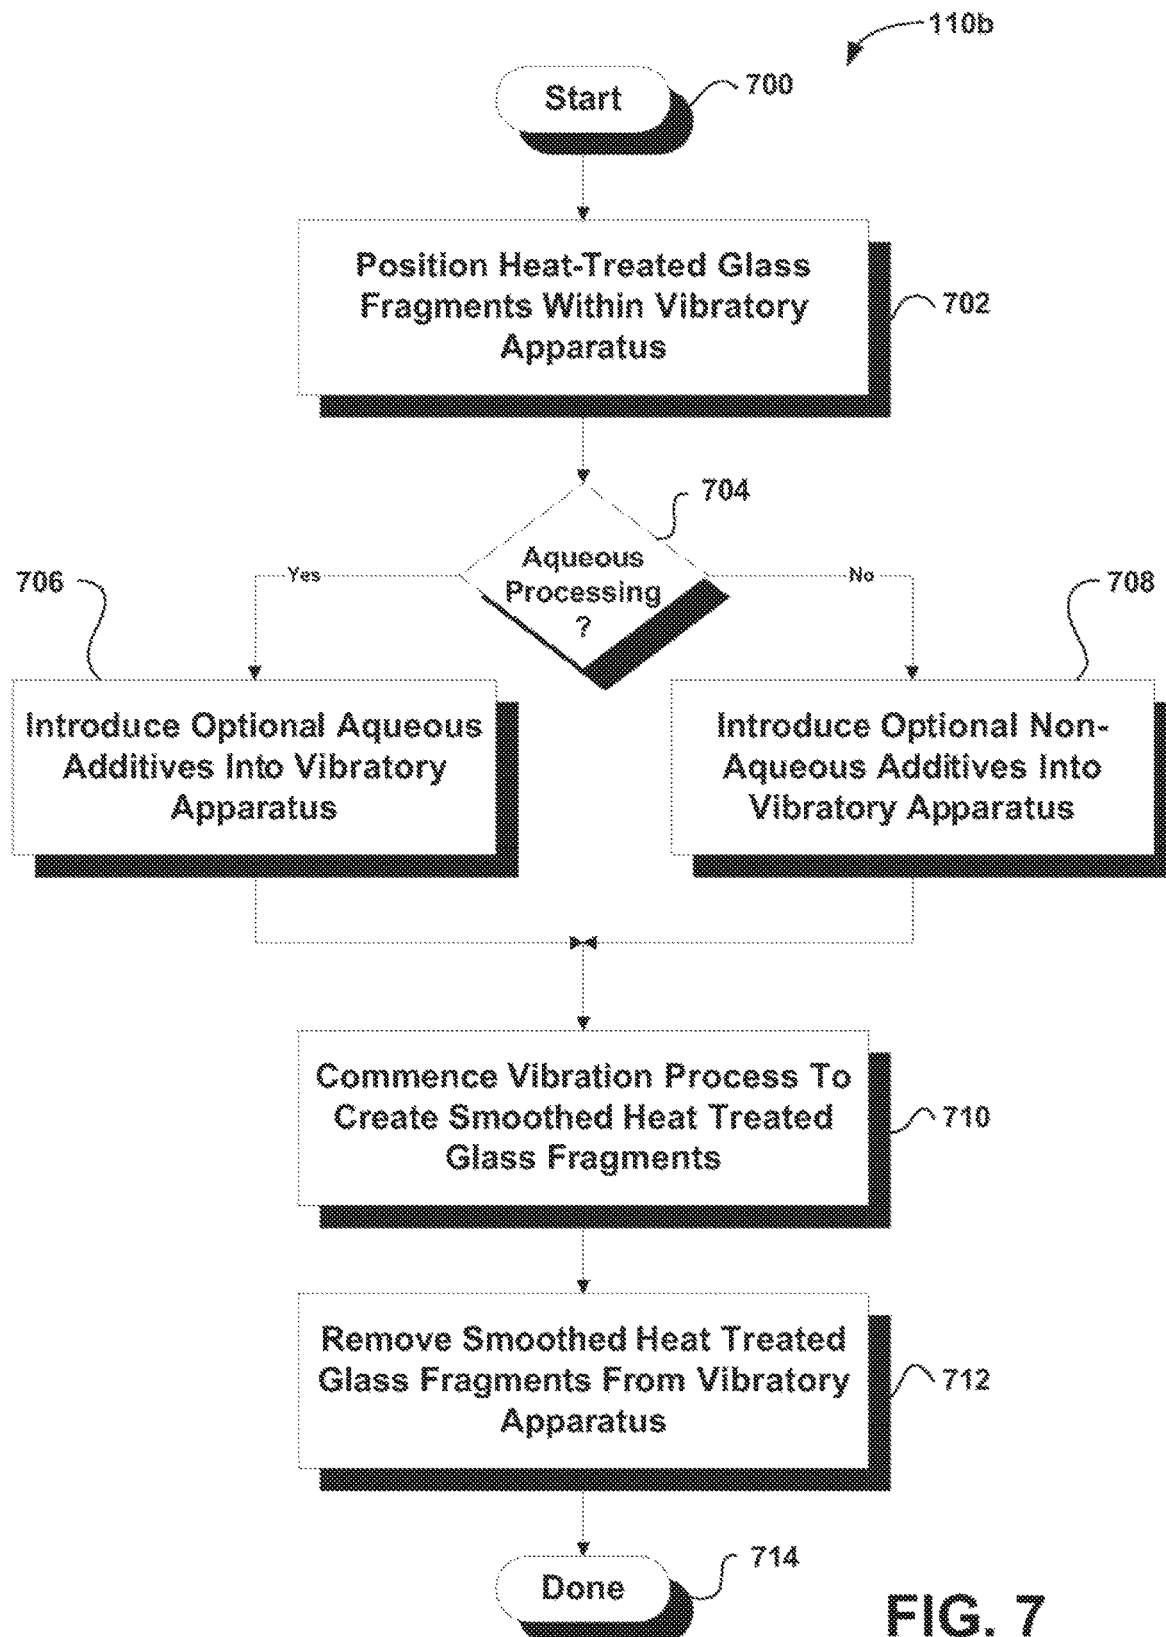 110b
Start
700
Position Heat-Treated Glass
Fragments Within Vibratory
Apparatus
702
704
Aqueous
Processing
?
Yes
No
706
708
Introduce Optional Aqueous
Additives Into Vibratory
Apparatus
Introduce Optional Non-
Aqueous Additives Into
Vibratory Apparatus
Commence Vibration Process To
Create Smoothed Heat Treated
Glass Fragments
710
Remove Smoothed Heat Treated
Glass Fragments From Vibratory
Apparatus
712
Done
714
FIG. 7